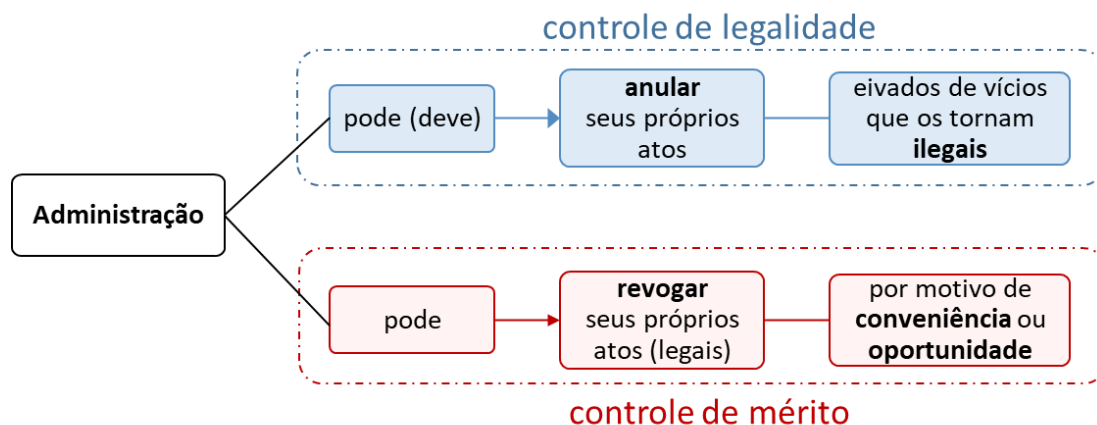 controle de legalidade
pode (deve)
anular
seus próprios
atos
eivados de vícios
que os tornam
ilegais
Administração
pode
revogar
seus próprios
atos (legais)
por motivo de
conveniência ou
oportunidade
controle de mérito